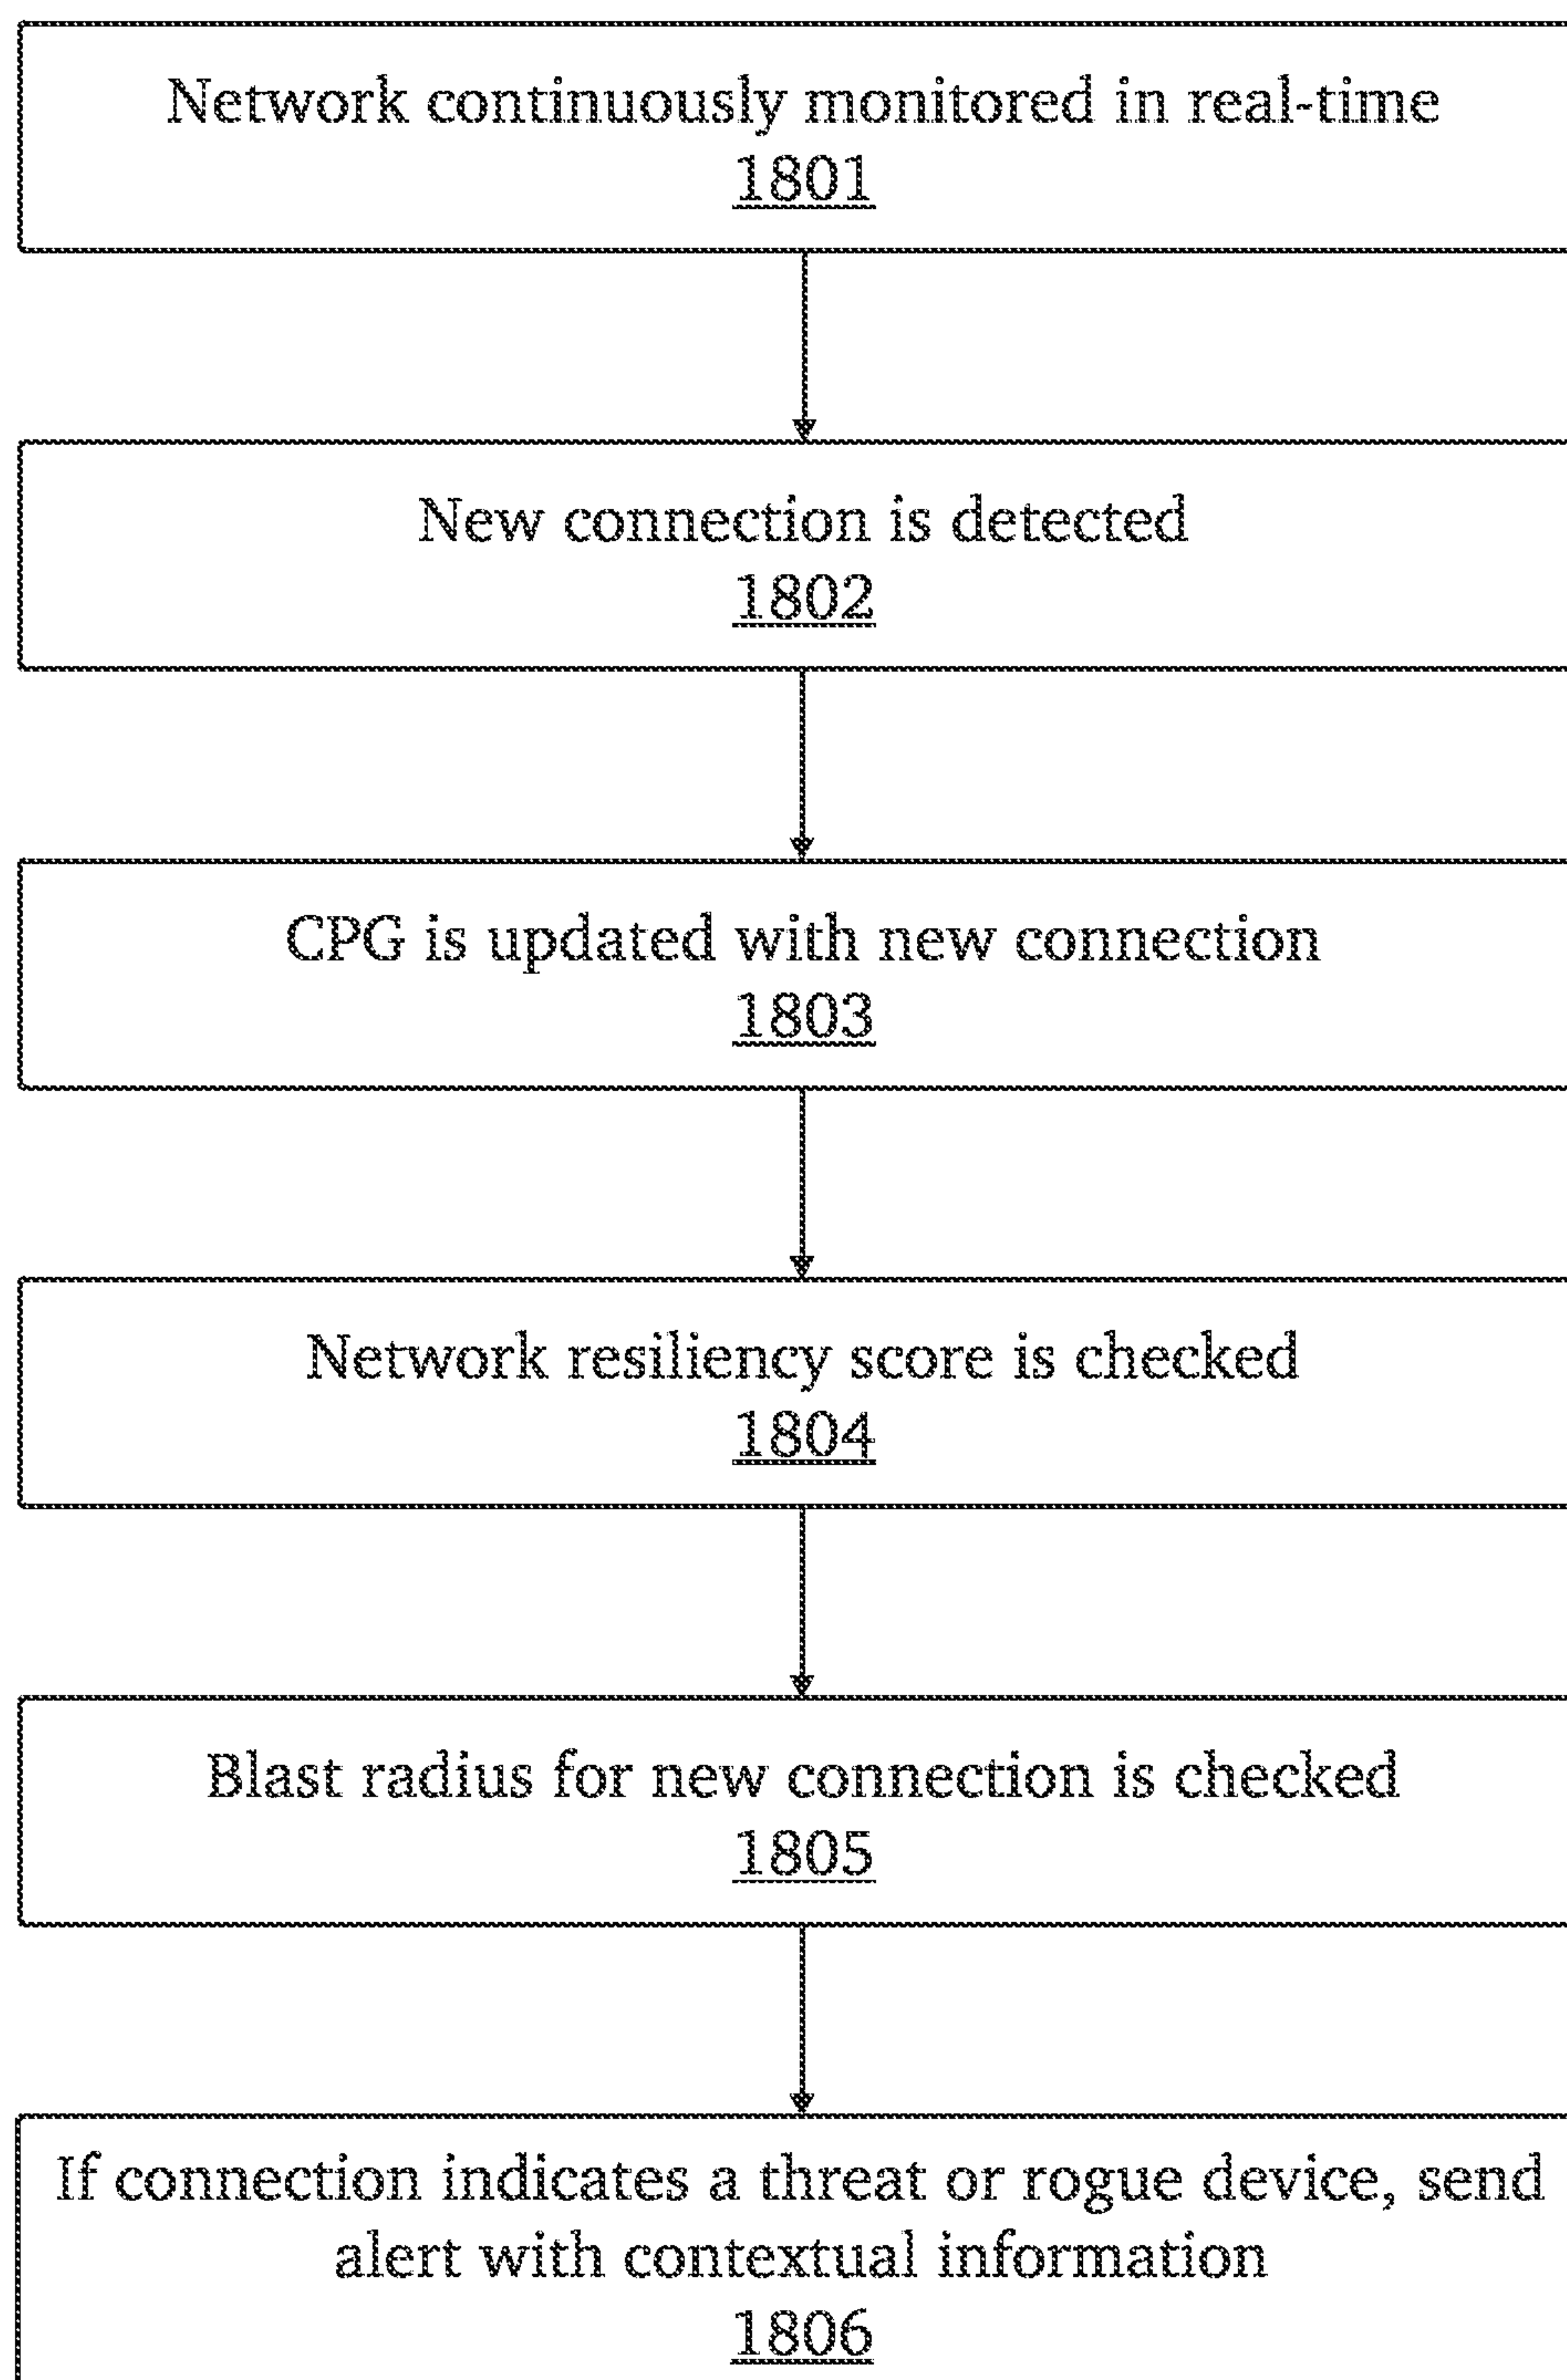 Network continuously monitored in real-time
1801
New connection is detected
1802
CPG is updated with new connection
1803
Network resiliency score is checked
1804
Blast radius for new connection is checked
1805
If connection indicates a threat or rogue device, send
alert with contextual information
1806